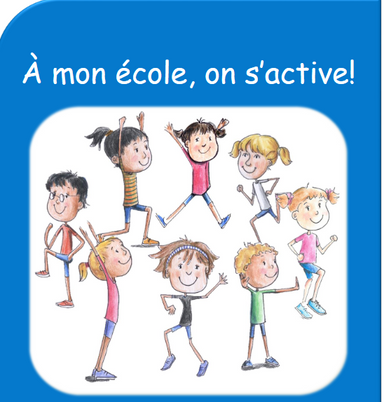 À mon école, on s'active!